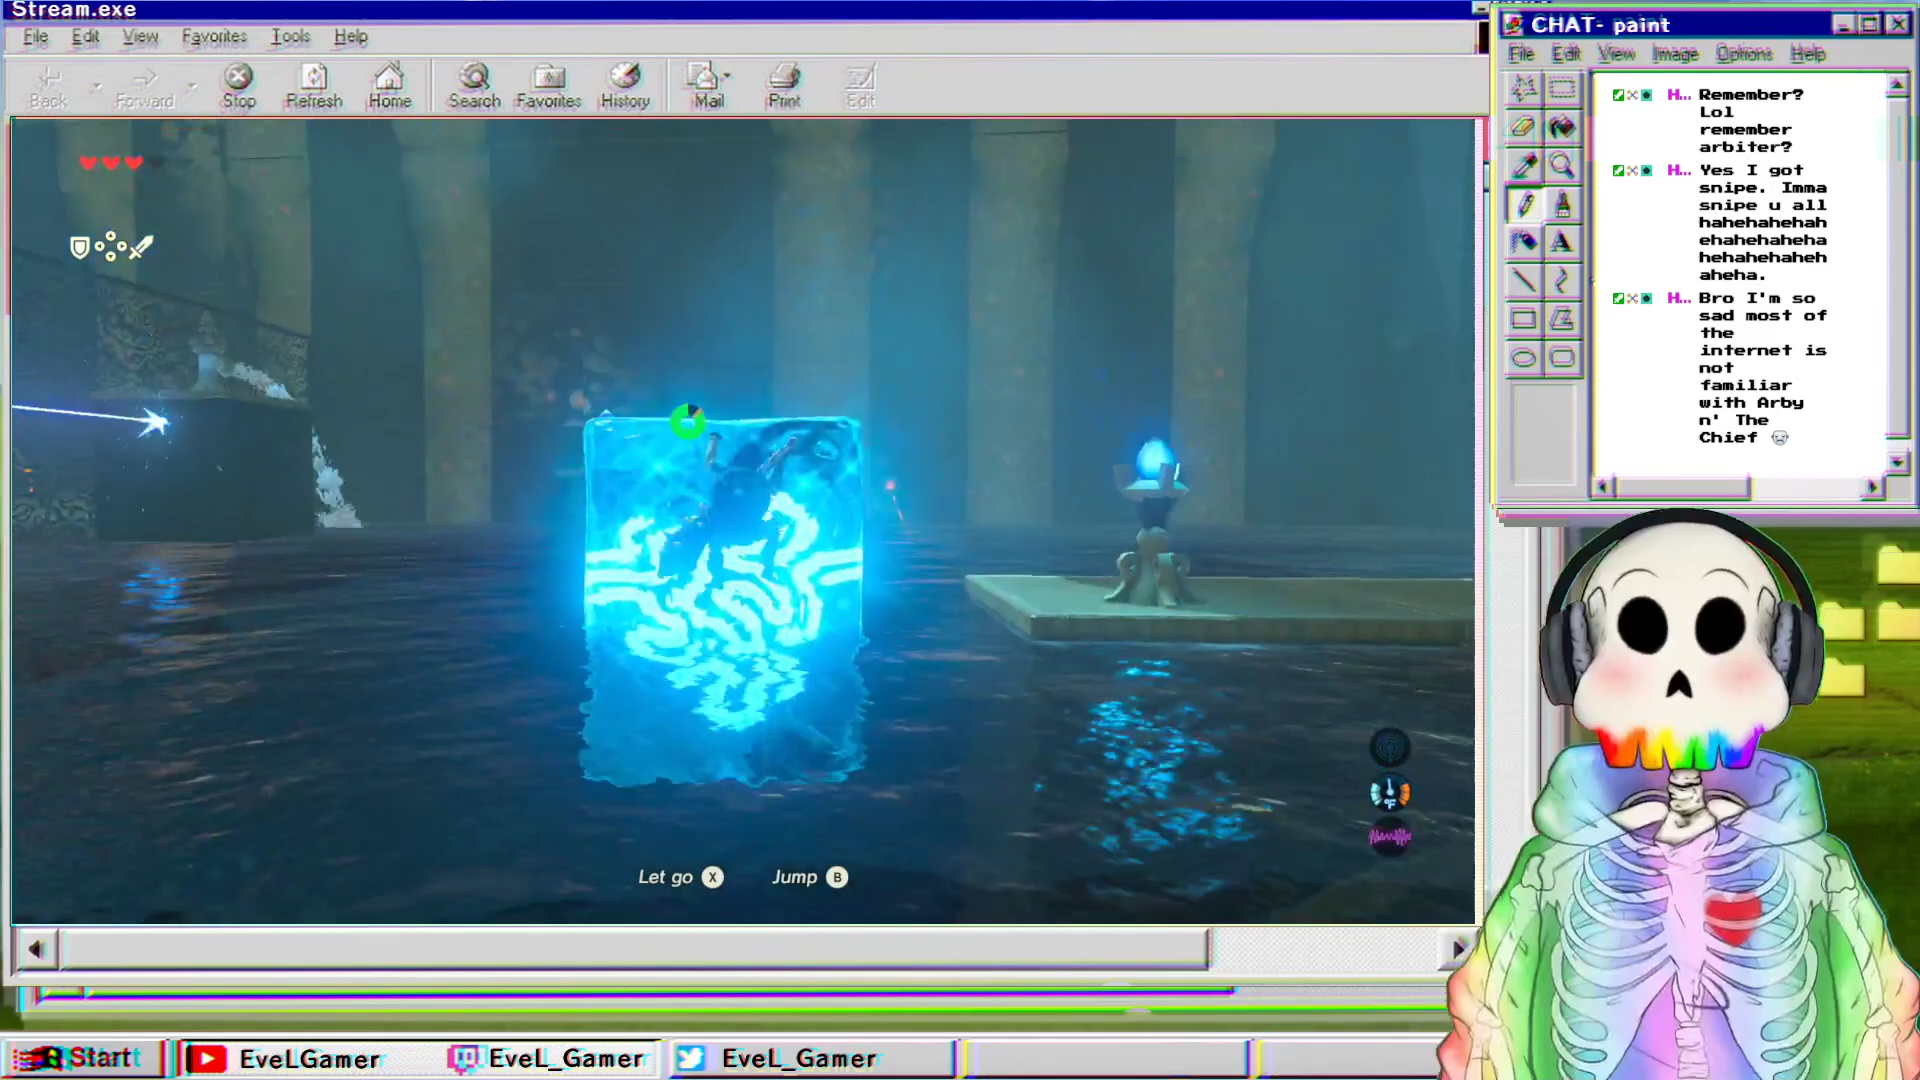 Stream.exe
File Edit View Favorites Tools Help
Back Forward Stop Refresh Home Search Favorites History Mail Print Edit
CHAT- paint
File Edit View Image Options Help
H... Remember?
Lol
remember
arbiter?
H... Yes I got
snipe. Imma
snipe u all
hahehahehah
ehahehaheha
hehahehaheh
aheha.
H... Bro I'm so
sad most of
the
internet is
not
familiar
with Arby
n' The
Chief
A
°F
Let go X Jump B
Start EveLGamer EveL_Gamer EveL_Gamer